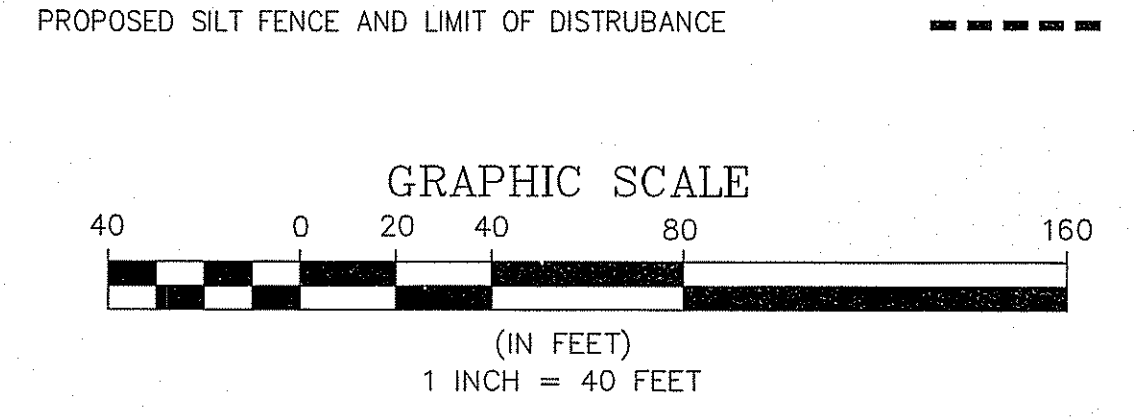 PROPOSED SILT FENCE AND LIMIT OF DISTRUBANCE
GRAPHIC SCALE
40 0 20 40 80 160
(IN FEET)
1 INCH = 40 FEET